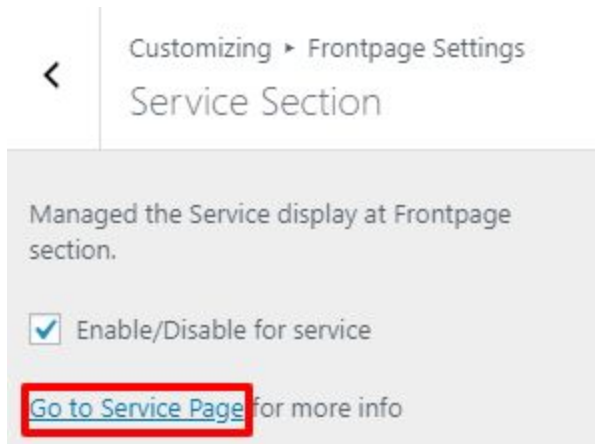 Customizing ▸ Frontpage Settings
Service Section
Managed the Service display at Frontpage
section.
Enable/Disable for service
Go to Service Page for more info